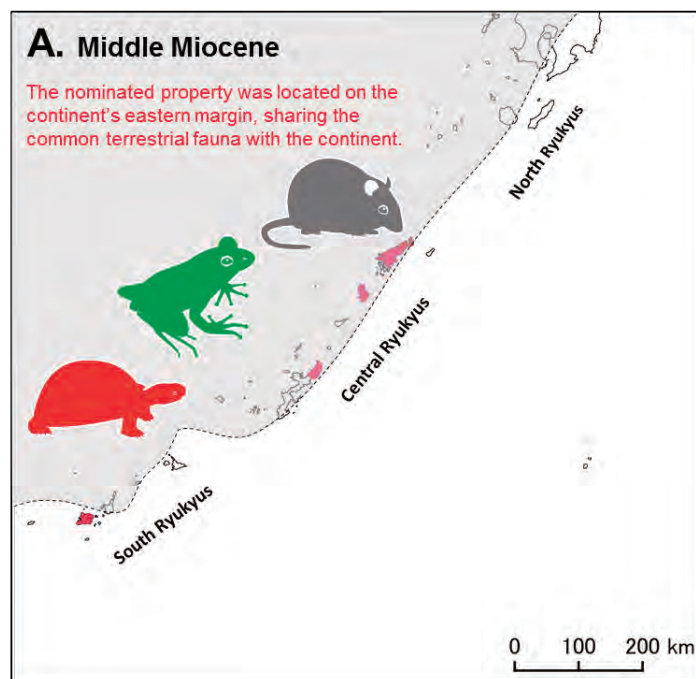 A. Middle Miocene
The nominated property was located on the
continent's eastern margin, sharing the
common terrestrial fauna with the continent.
North Ryukyus
Central Ryukyus
South Ryukyus
0 100 200 km